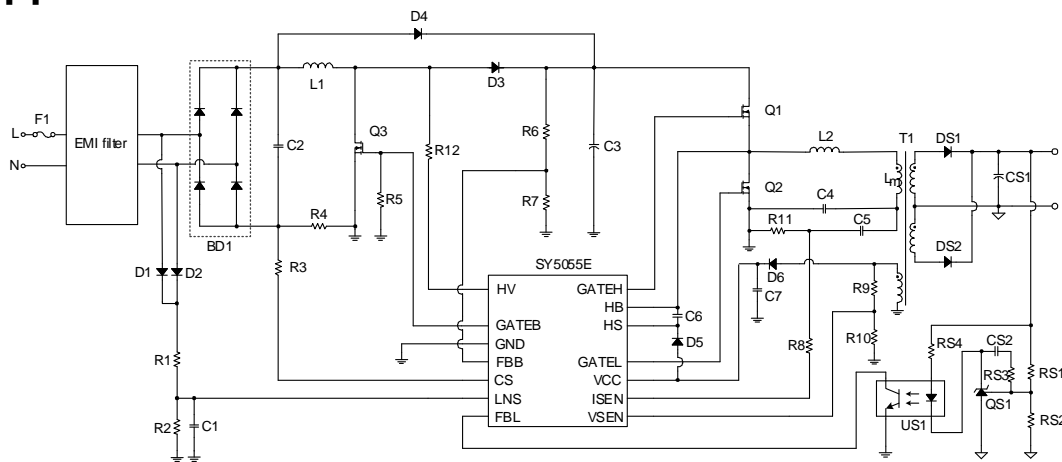 D4
L1
D3
F1
L
N
EMI filter
BD1
C2
Q3
R12
R6
C3
R7
R5
R4
R3
D1
D2
R1
R2
C1
Q1
L2
T1
DS1
Lm
CS1
Q2
C4
R11
C5
DS2
SY5055E
HV
GATEB
GND
FBB
CS
LNS
FBL
GATEH
HB
HS
GATEL
VCC
ISEN
VSEN
C6
D5
C7
D6
R9
R10
R8
RS4
CS2
RS3
RS1
QS1
RS2
US1